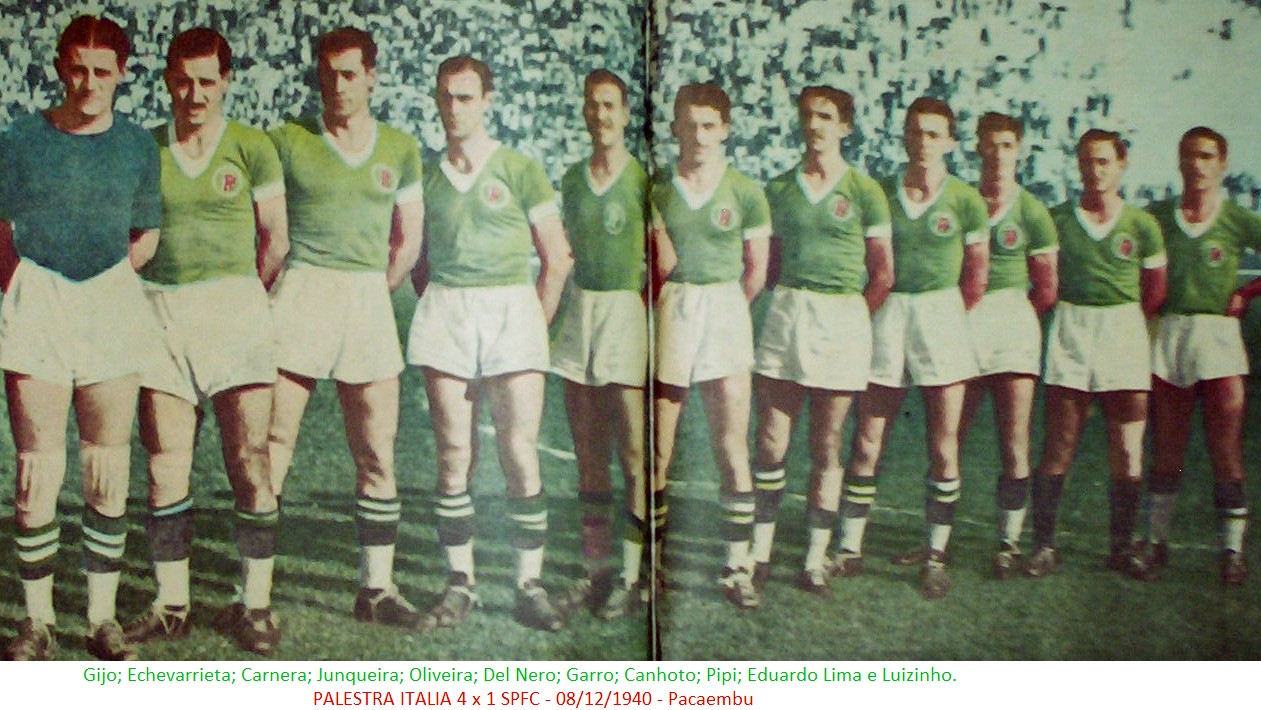 Gijo; Echevarrieta; Carnera; Junqueira; Oliveira; Del Nero; Garro; Canhoto; Pipi; Eduardo Lima e Luizinho.
PALESTRA ITALIA 4 x 1 SPFC - 08/12/1940 - Pacaembu